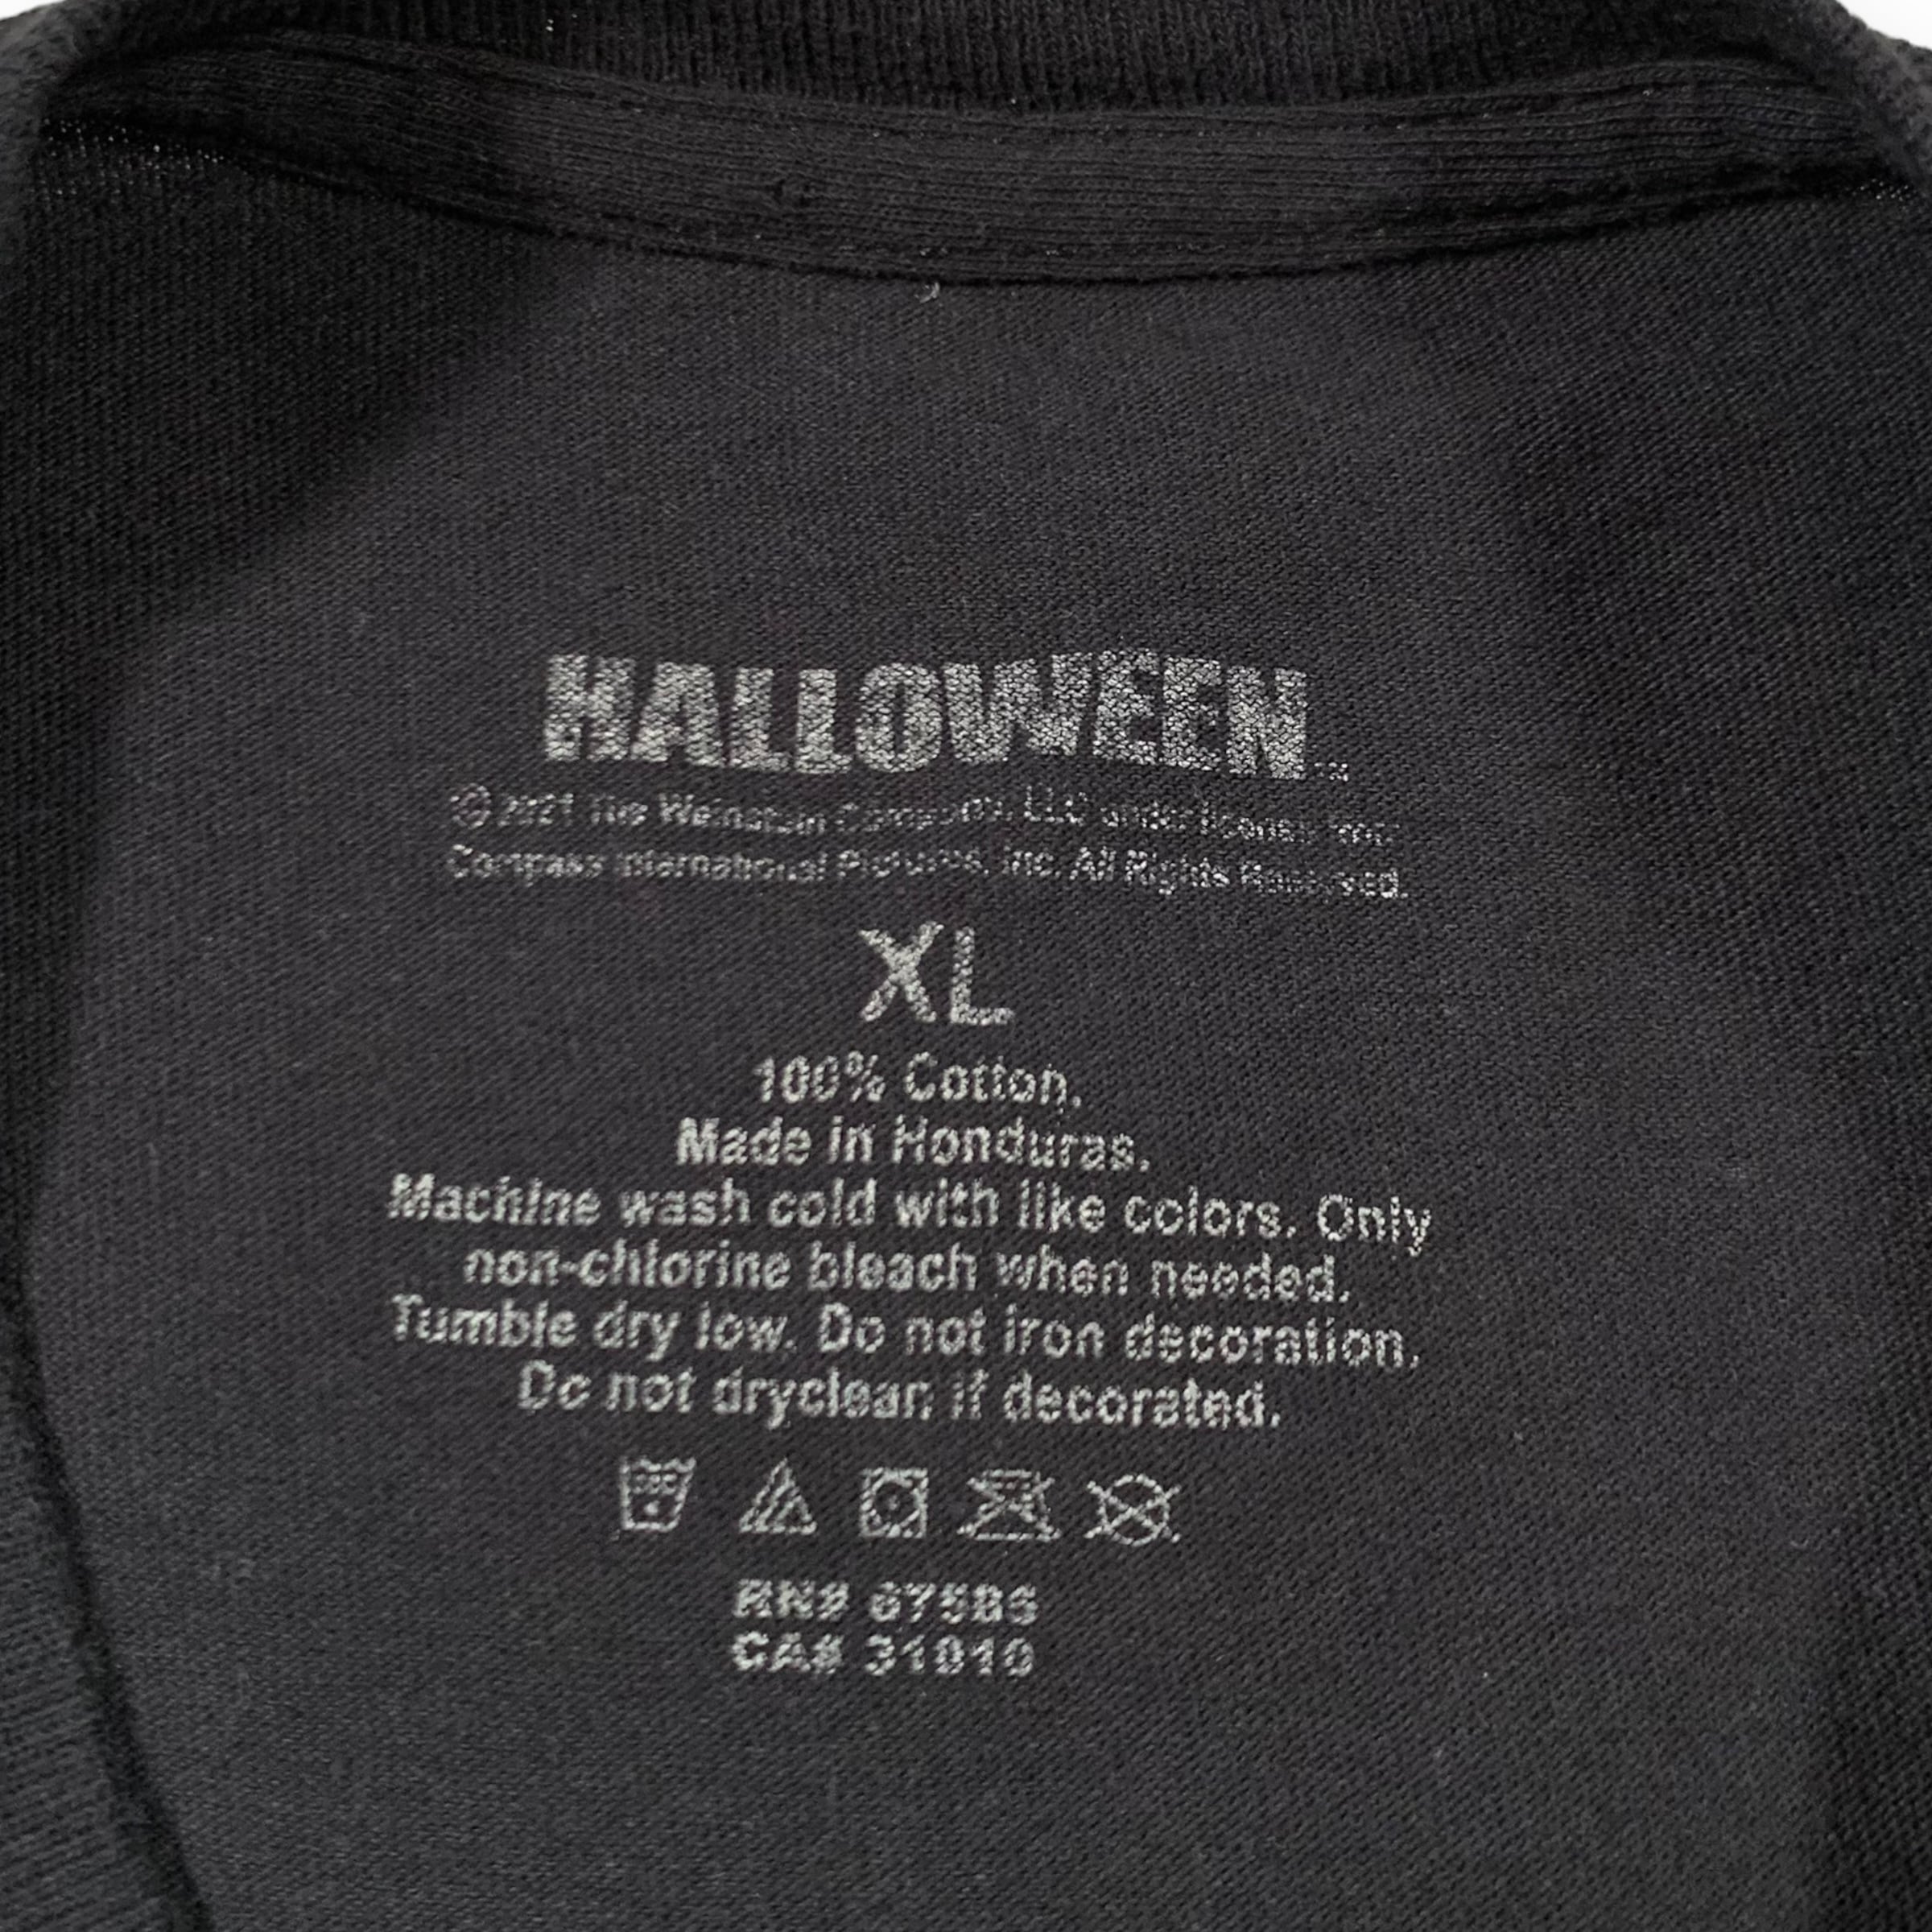 HALLOWEEN
© 2021 The Weinstein Company, LLC under license from
Compass International Pictures, Inc. All Rights Reserved.
XL
100% Cotton.
Made in Honduras.
Machine wash cold with like colors. Only
non-chlorine bleach when needed.
Tumble dry low. Do not iron decoration.
Do not dryclean if decorated.
RN# 67586
CA#